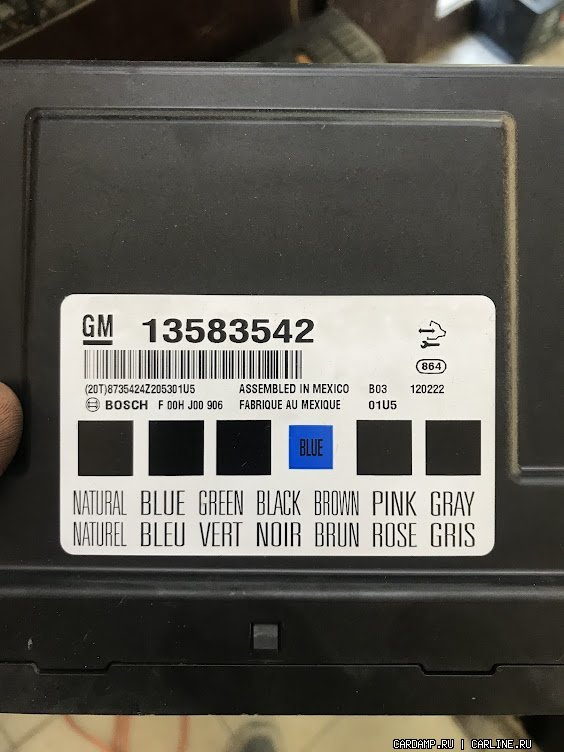 GM 13583542
864
(20T)8735424Z205301U5 ASSEMBLED IN MEXICO B03 120222
BOSCH F 00H J00 906 FABRIQUE AU MEXIQUE 01U5
BLUE
NATURAL BLUE GREEN BLACK BROWN PINK GRAY
NATUREL BLEU VERT NOIR BRUN ROSE GRIS
CARDAMP.RU | CARLINE.RU